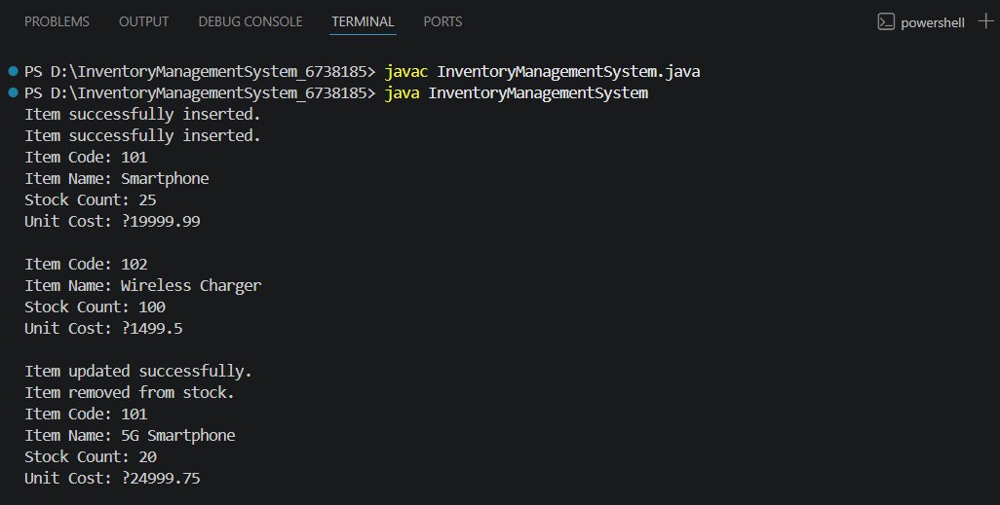 PROBLEMS OUTPUT DEBUG CONSOLE TERMINAL PORTS powershell
PS D:\InventoryManagementSystem_6738185> javac InventoryManagementSystem.java
PS D:\InventoryManagementSystem_6738185> java InventoryManagementSystem
Item successfully inserted.
Item successfully inserted.
Item Code: 101
Item Name: Smartphone
Stock Count: 25
Unit Cost: ?19999.99
Item Code: 102
Item Name: Wireless Charger
Stock Count: 100
Unit Cost: ?1499.5
Item updated successfully.
Item removed from stock.
Item Code: 101
Item Name: 5G Smartphone
Stock Count: 20
Unit Cost: ?24999.75